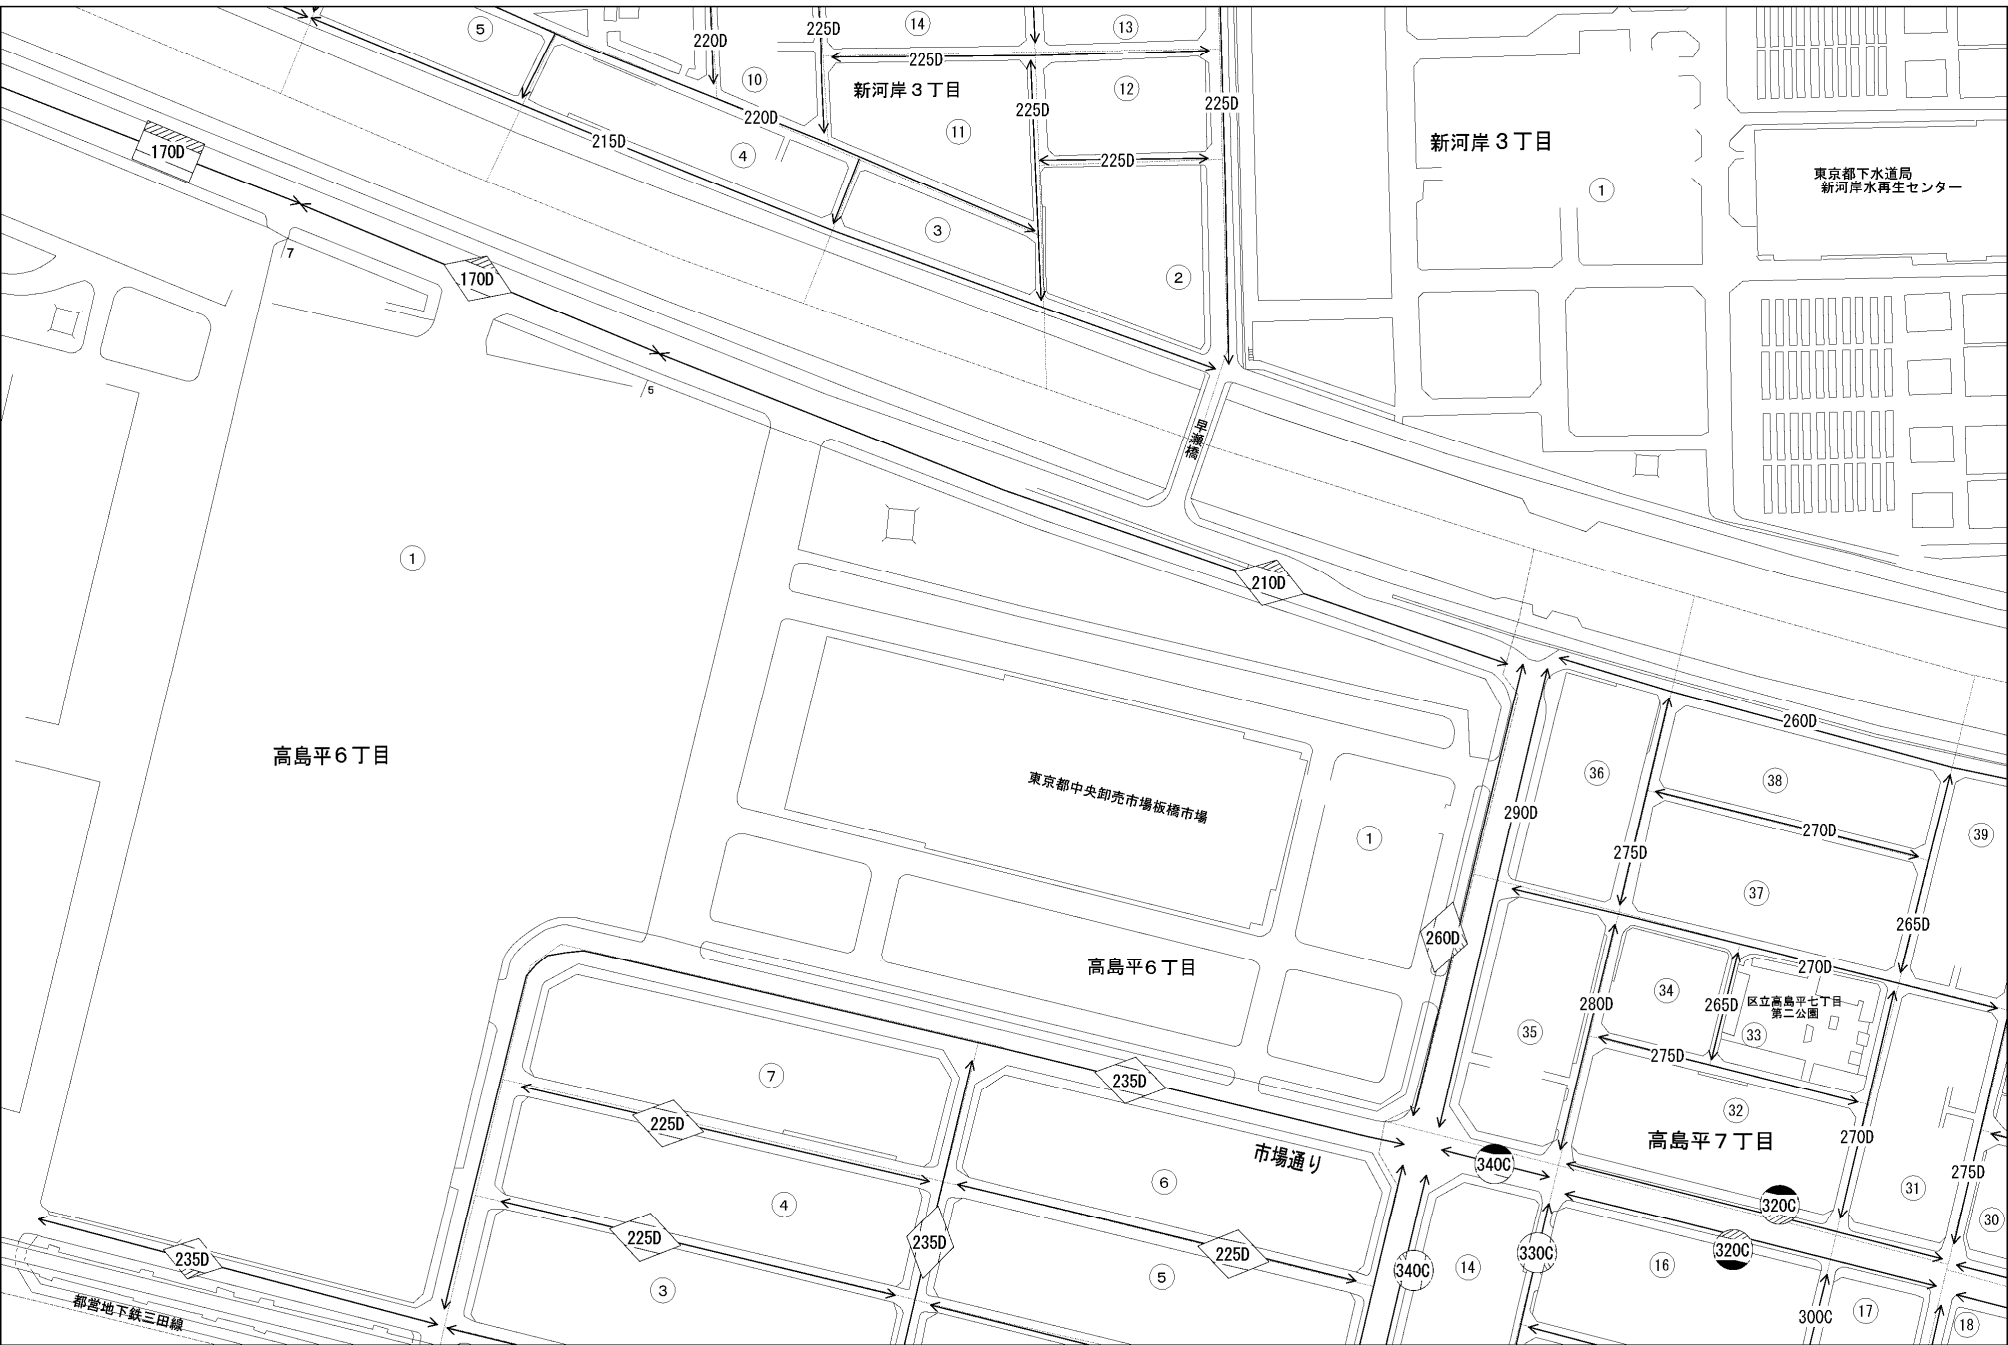 5
220D
225D
14
13
225D
10
新河岸3丁目
12
225D
225D
170D
215D
4
220D
11
225D
新河岸3丁目
1
東京都下水道局
新河岸水再生センター
3
2
7
170D
5
早瀬橋
1
210D
高島平6丁目
東京都中央卸売市場板橋市場
1
290D
36
260D
38
270D
275D
39
37
265D
260D
高島平6丁目
270D
280D
34
265D
区立高島平七丁目
第二公園
33
35
275D
7
235D
225D
32
高島平7丁目
270D
275D
31
市場通り
340C
6
4
320C
30
225D
235D
225D
235D
340C
330C
14
320C
16
5
3
都営地下鉄三田線
300C
17
18